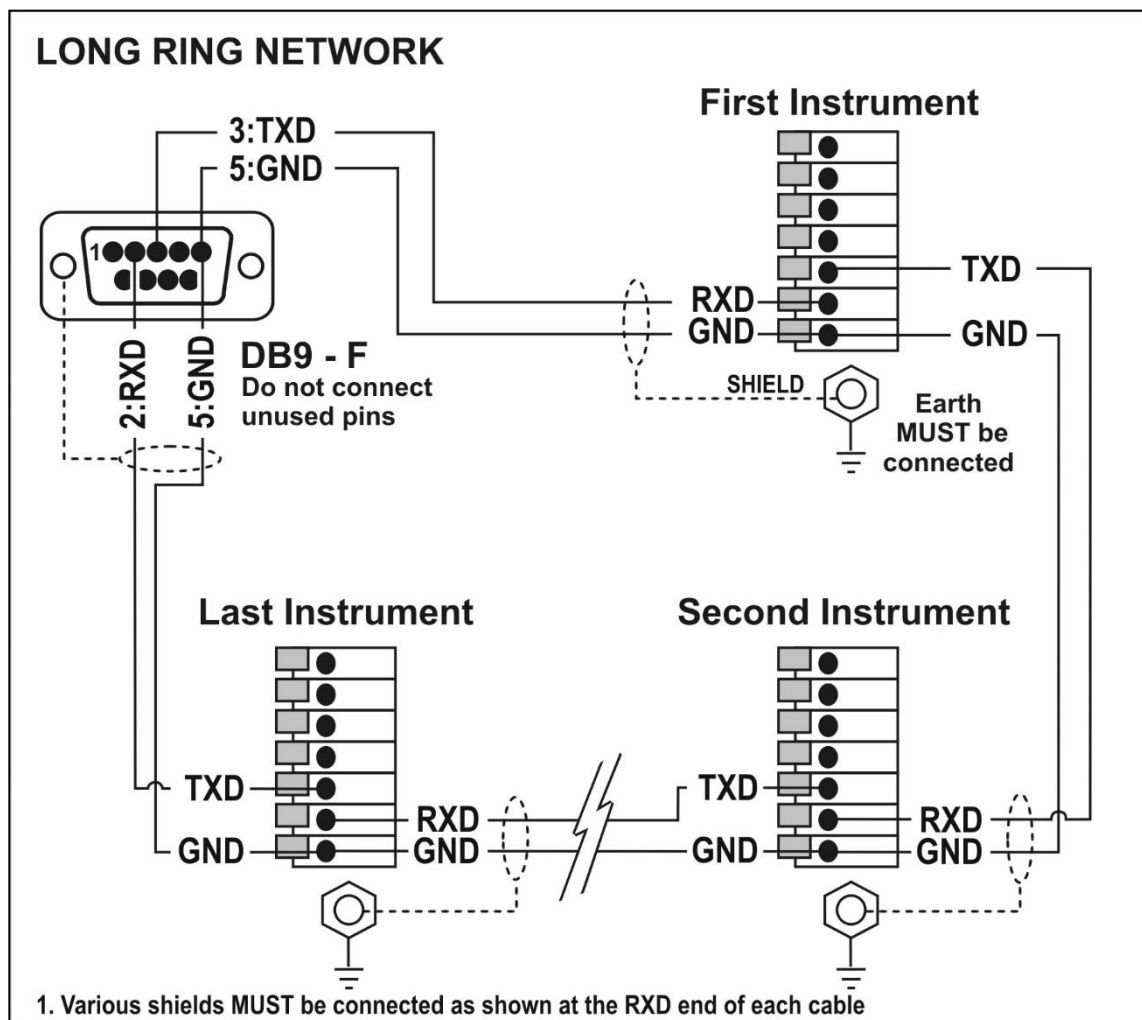 LONG RING NETWORK
First Instrument
3:TXD
5:GND
1
TXD
RXD
GND
GND
2:RXD
5:GND
DB9 - F
Do not connect
unused pins
SHIELD
Earth
MUST be
connected
Last Instrument
Second Instrument
TXD
RXD
TXD
RXD
GND
GND
GND
GND
1. Various shields MUST be connected as shown at the RXD end of each cable